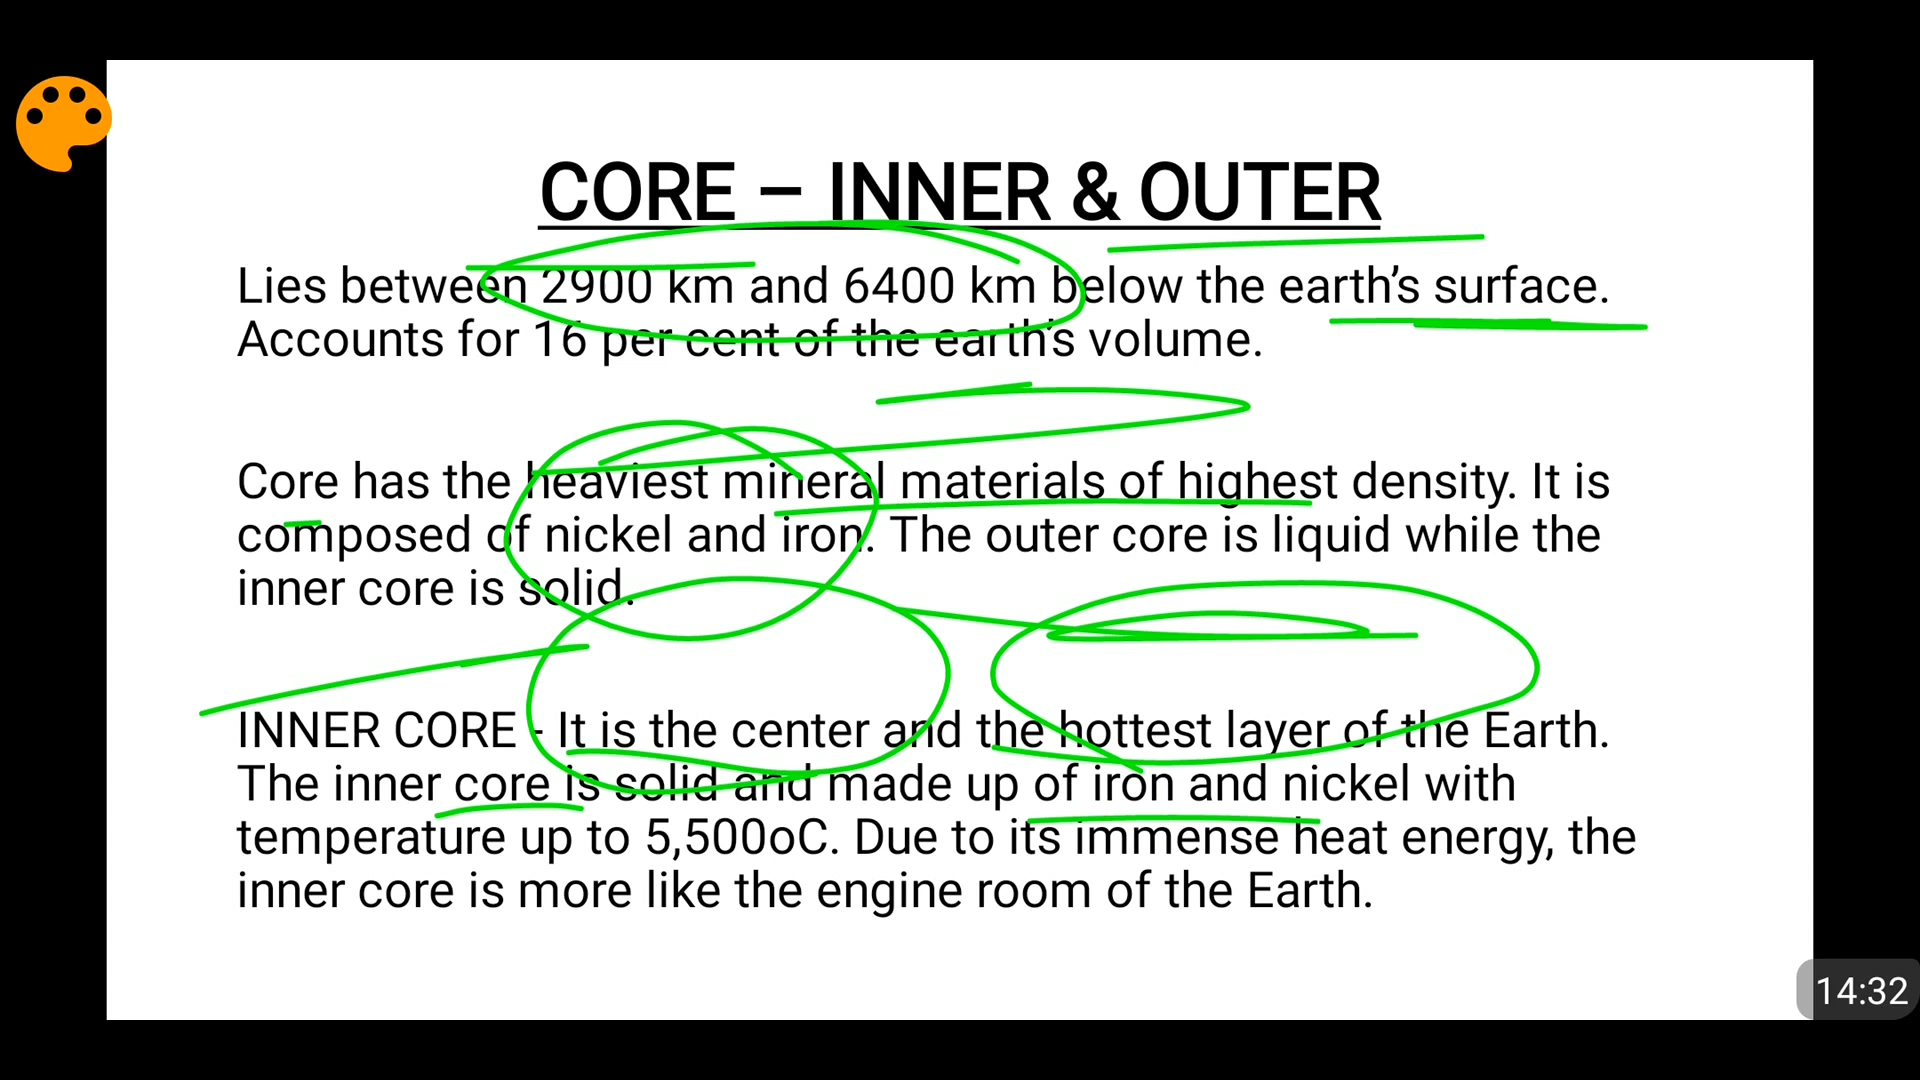 CORE – INNER & OUTER
Lies between 2900 km and 6400 km below the earth’s surface.
Accounts for 16 per cent of the earth’s volume.
Core has the heaviest mineral materials of highest density. It is
composed of nickel and iron. The outer core is liquid while the
inner core is solid.
INNER CORE - It is the center and the hottest layer of the Earth.
The inner core is solid and made up of iron and nickel with
temperature up to 5,500oC. Due to its immense heat energy, the
inner core is more like the engine room of the Earth.
14:32